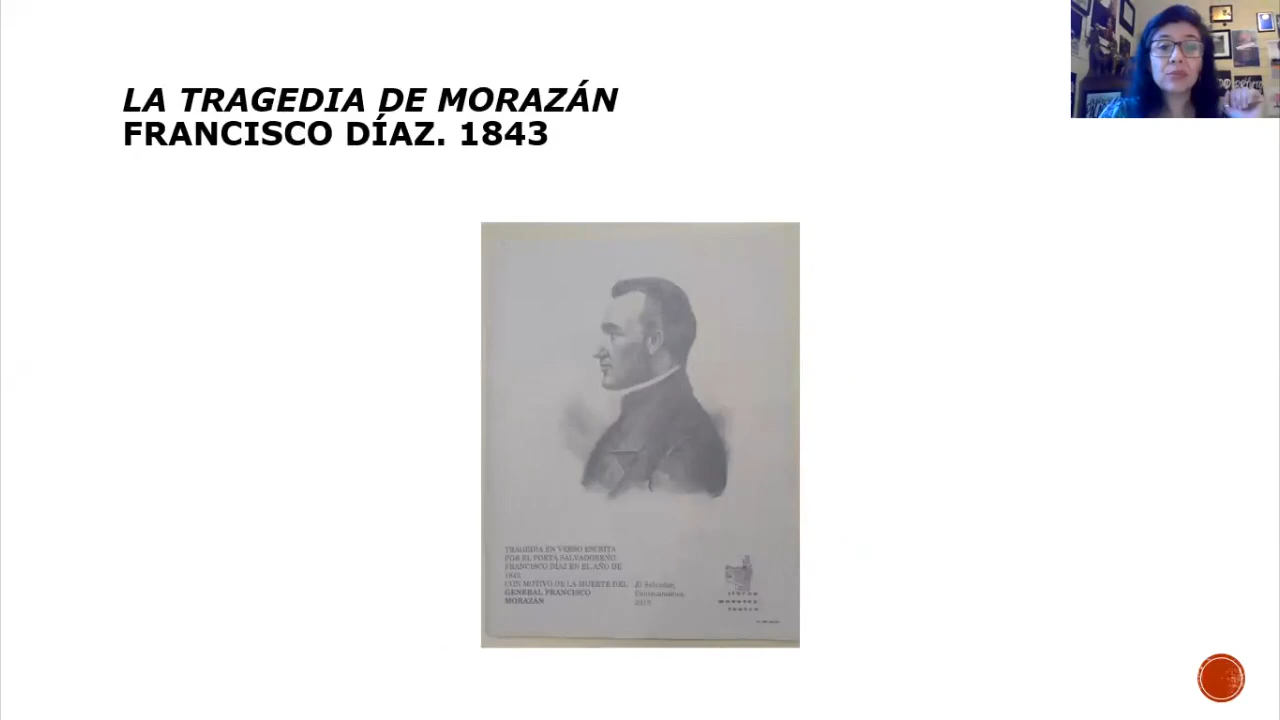 LA TRAGEDIA DE MORAZÁN
FRANCISCO DÍAZ. 1843
TRAGEDIA EN VERSO ESCRITA
POR EL POETA SALVADOREÑO
FRANCISCO DÍAZ EN EL AÑO DE
CON MOTIVO DE LA MUERTE DEL
GENERAL FRANCISCO
MORAZÁN
El Salvador,
Centroamérica